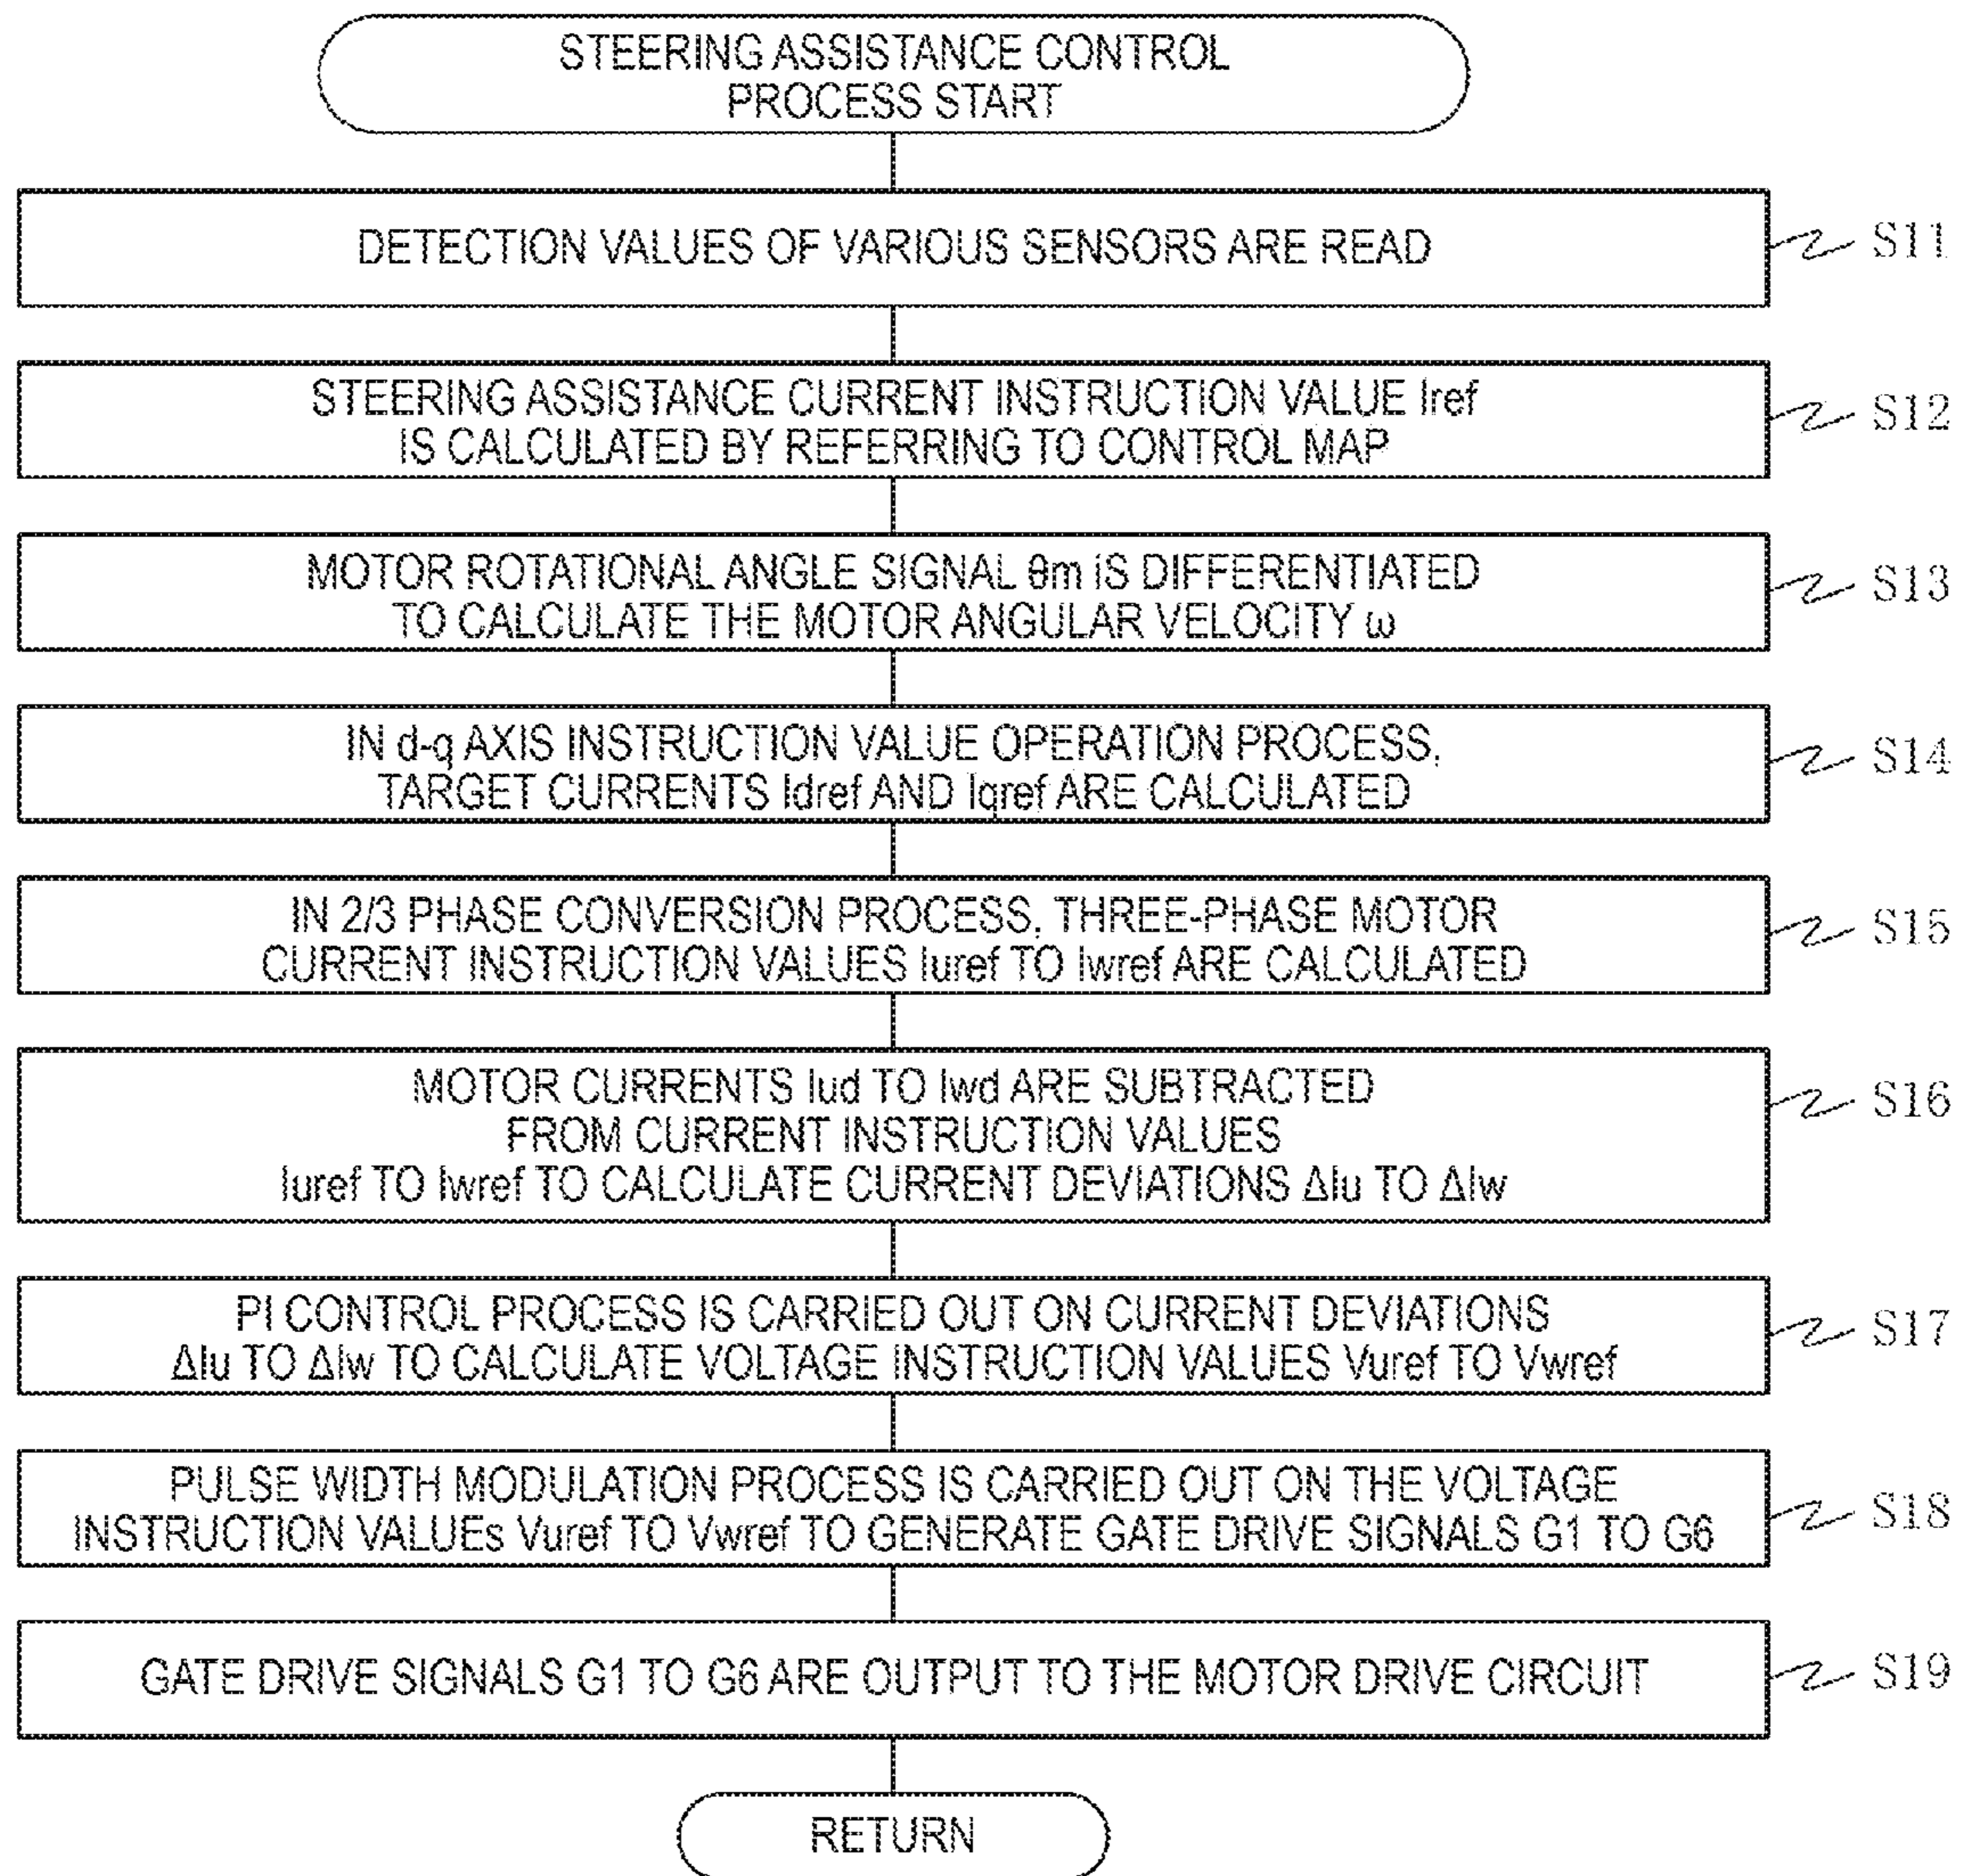 STEERING ASSISTANCE CONTROL
PROCESS START
DETECTION VALUES OF VARIOUS SENSORS ARE READ
S11
STEERING ASSISTANCE CURRENT INSTRUCTION VALUE Iref
IS CALCULATED BY REFERRING TO CONTROL MAP
S12
MOTOR ROTATIONAL ANGLE SIGNAL θm IS DIFFERENTIATED
TO CALCULATE THE MOTOR ANGULAR VELOCITY ω
S13
IN d-q AXIS INSTRUCTION VALUE OPERATION PROCESS,
TARGET CURRENTS Idref AND Iqref ARE CALCULATED
S14
IN 2/3 PHASE CONVERSION PROCESS, THREE-PHASE MOTOR
CURRENT INSTRUCTION VALUES Iuref TO Iwref ARE CALCULATED
S15
MOTOR CURRENTS Iud TO Iwd ARE SUBTRACTED
FROM CURRENT INSTRUCTION VALUES
Iuref TO Iwref TO CALCULATE CURRENT DEVIATIONS ΔIu TO ΔIw
S16
PI CONTROL PROCESS IS CARRIED OUT ON CURRENT DEVIATIONS
ΔIu TO ΔIw TO CALCULATE VOLTAGE INSTRUCTION VALUES Vuref TO Vwref
S17
PULSE WIDTH MODULATION PROCESS IS CARRIED OUT ON THE VOLTAGE
INSTRUCTION VALUEs Vuref TO Vwref TO GENERATE GATE DRIVE SIGNALS G1 TO G6
S18
GATE DRIVE SIGNALS G1 TO G6 ARE OUTPUT TO THE MOTOR DRIVE CIRCUIT
S19
RETURN